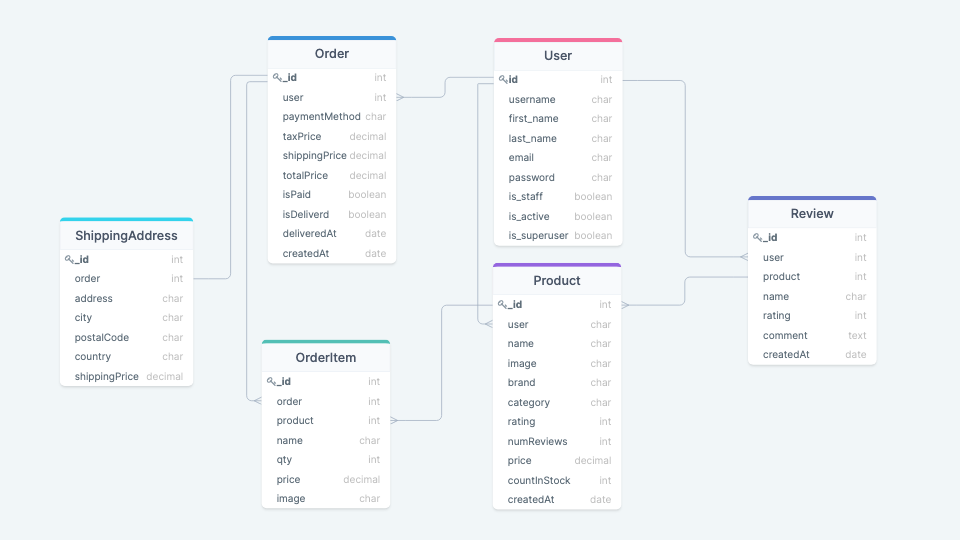 Order
_id int
user int
paymentMethod char
taxPrice decimal
shippingPrice decimal
totalPrice decimal
isPaid boolean
isDeliverd boolean
deliveredAt date
createdAt date
User
id int
username char
first_name char
last_name char
email char
password char
is_staff boolean
is_active boolean
is_superuser boolean
Review
_id int
user int
product int
name char
rating int
comment text
createdAt date
ShippingAddress
_id int
order int
address char
city char
postalCode char
country char
shippingPrice decimal
Product
_id int
user char
name char
image char
brand char
category char
rating int
numReviews int
price decimal
countInStock int
createdAt date
OrderItem
_id int
order int
product int
name char
qty int
price decimal
image char